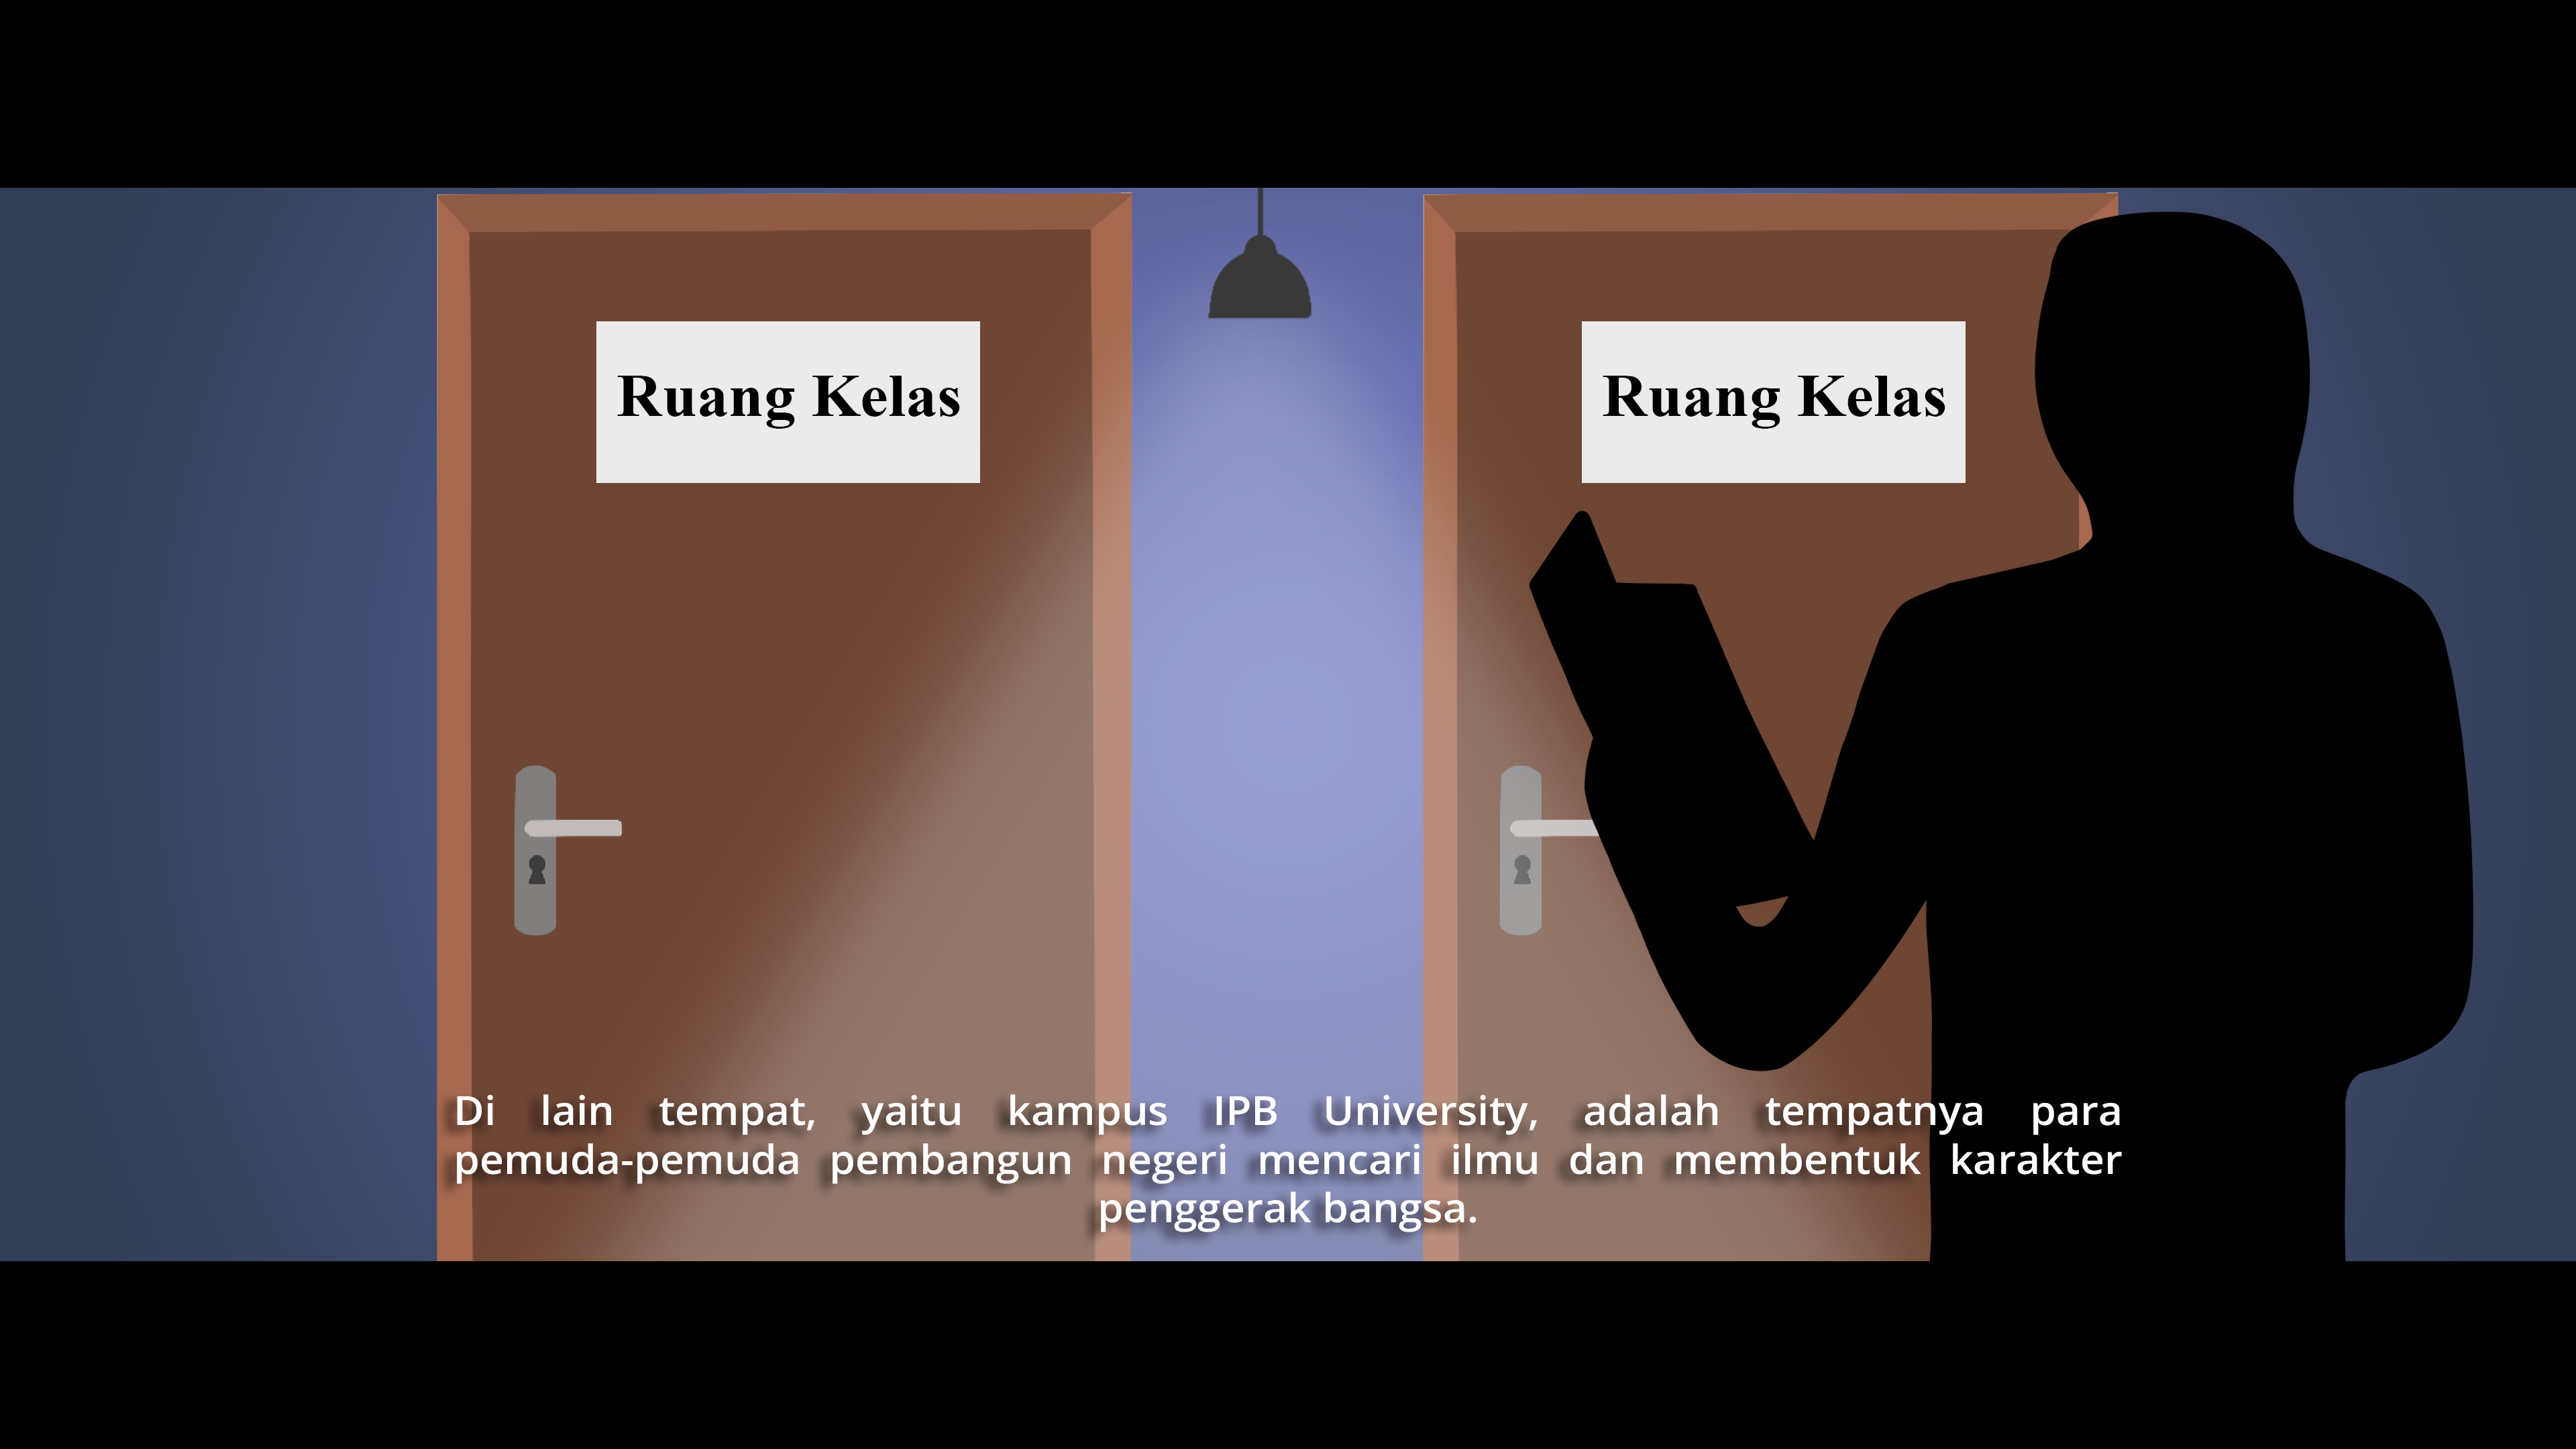 Ruang Kelas
Ruang Kelas
Di lain tempat, yaitu kampus IPB University, adalah tempatnya para
pemuda-pemuda pembangun negeri mencari ilmu dan membentuk karakter
penggerak bangsa.